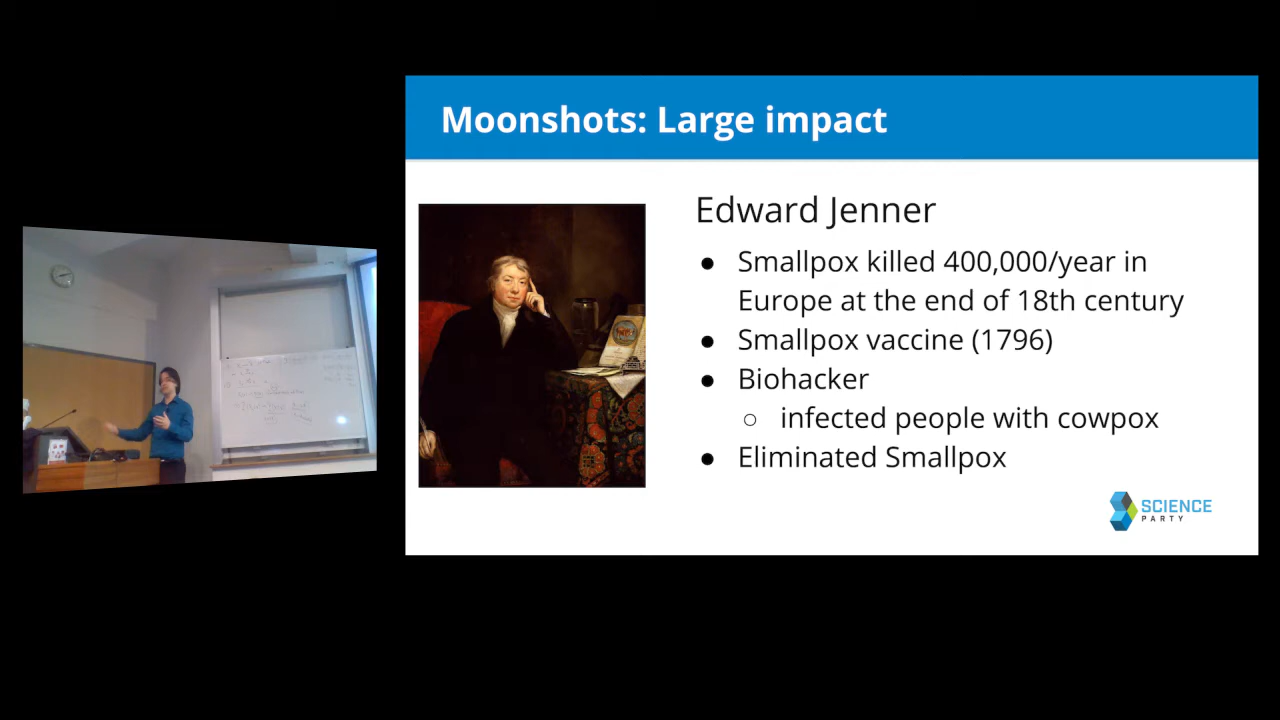 Moonshots: Large impact
Edward Jenner
● Smallpox killed 400,000/year in
Europe at the end of 18th century
● Smallpox vaccine (1796)
● Biohacker
○ infected people with cowpox
● Eliminated Smallpox
SCIENCE
PARTY